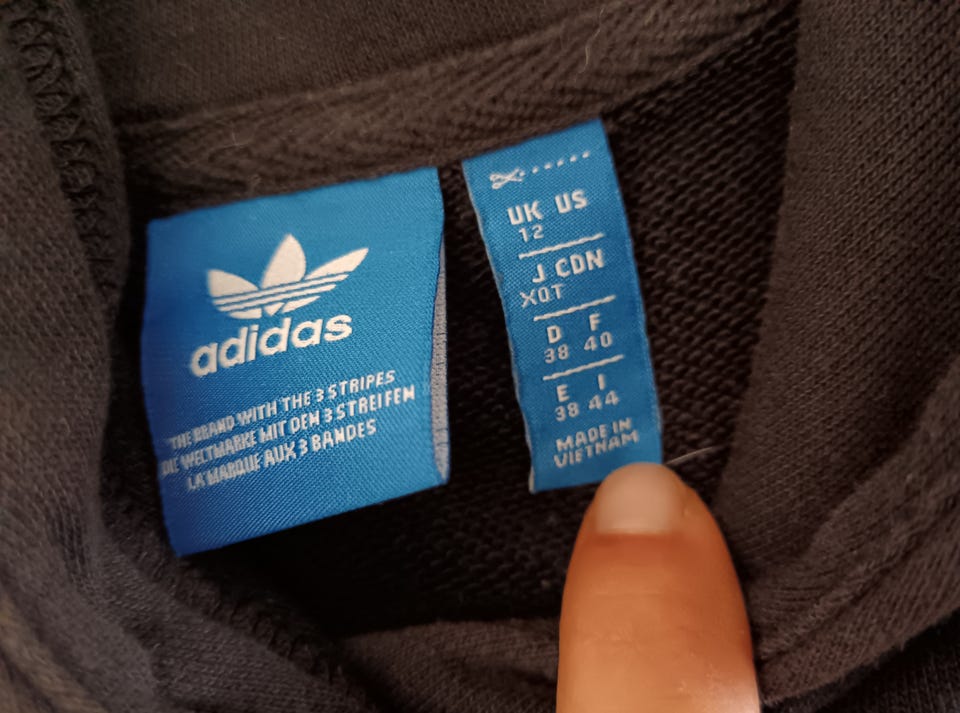 adidas
THE BRAND WITH THE 3 STRIPES
DIE WELTMARKE MIT DEN 3 STREIFEN
LA MARQUE AUX 3 BANDES
UK US
12
J CDN
XOT
D F
38 40
E I
38 44
MADE IN
VIETNAM